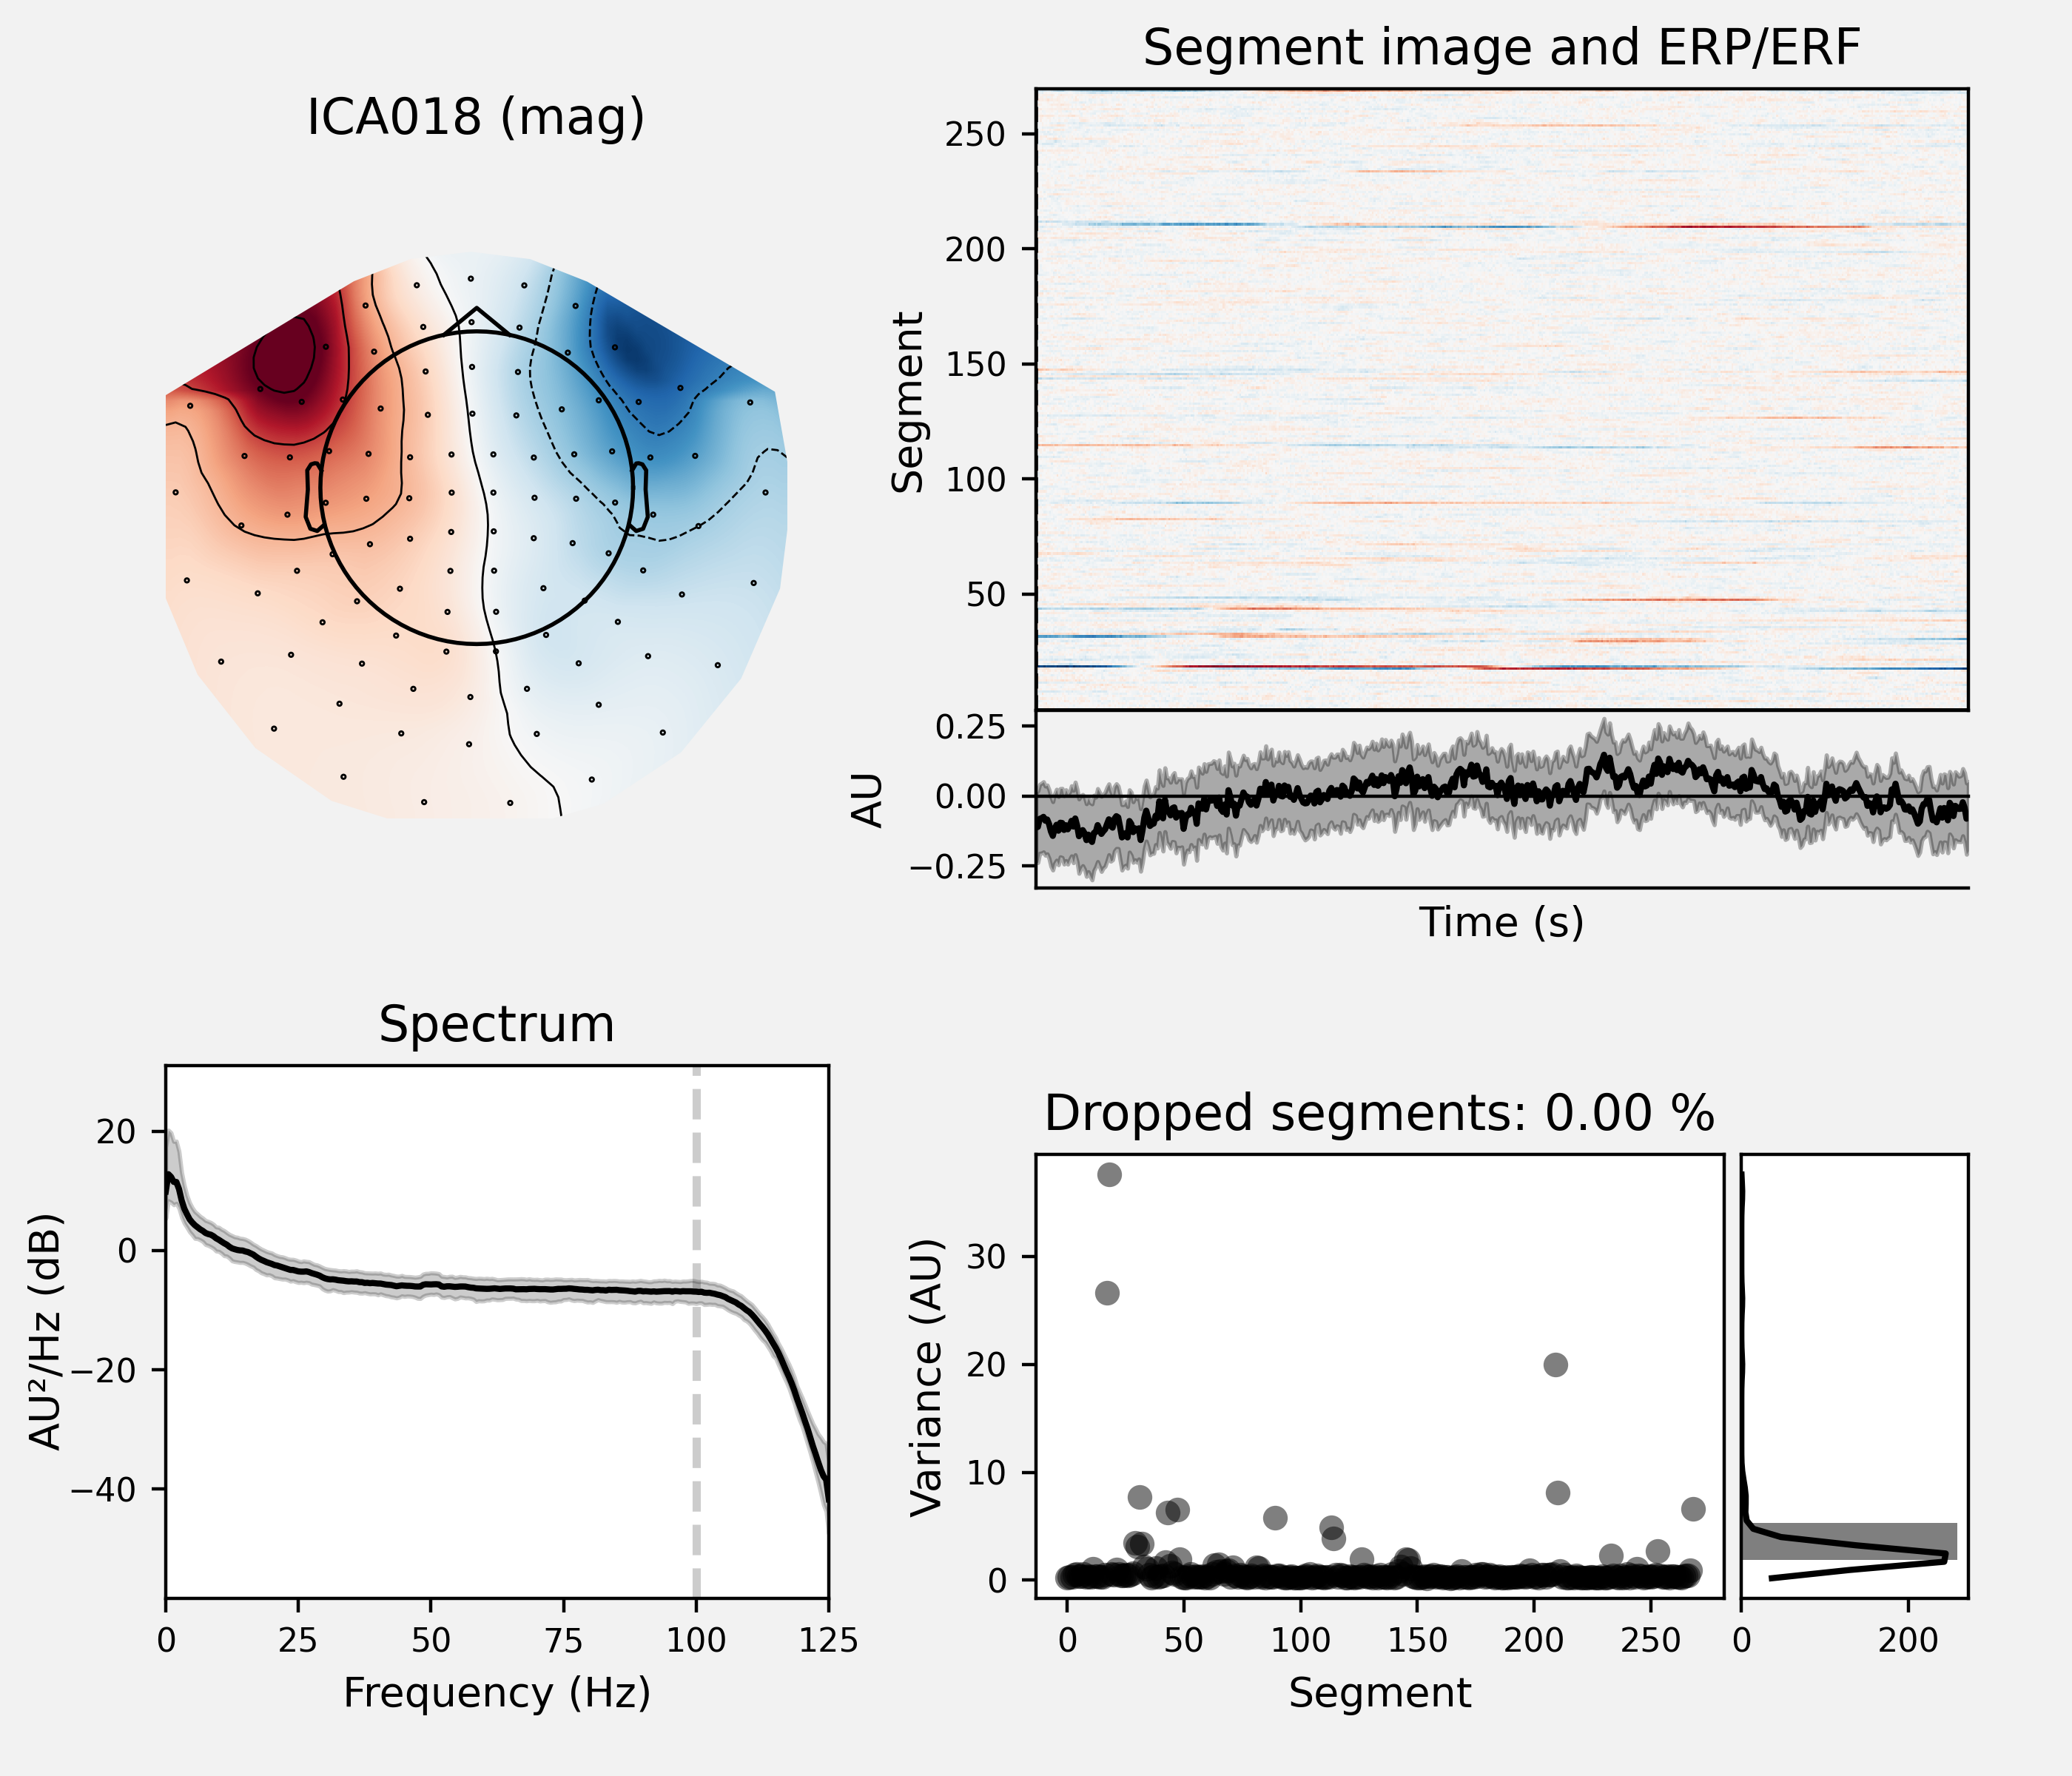 Segment image and ERP/ERF
ICA018 (mag)
250
200
150
100
50
Segment
0.25
0.00
−0.25
AU
Time (s)
Spectrum
20
0
−20
−40
AU²/Hz (dB)
0 25 50 75 100 125
Frequency (Hz)
Dropped segments: 0.00 %
30
20
10
0
Variance (AU)
0 50 100 150 200 250
Segment
0 200